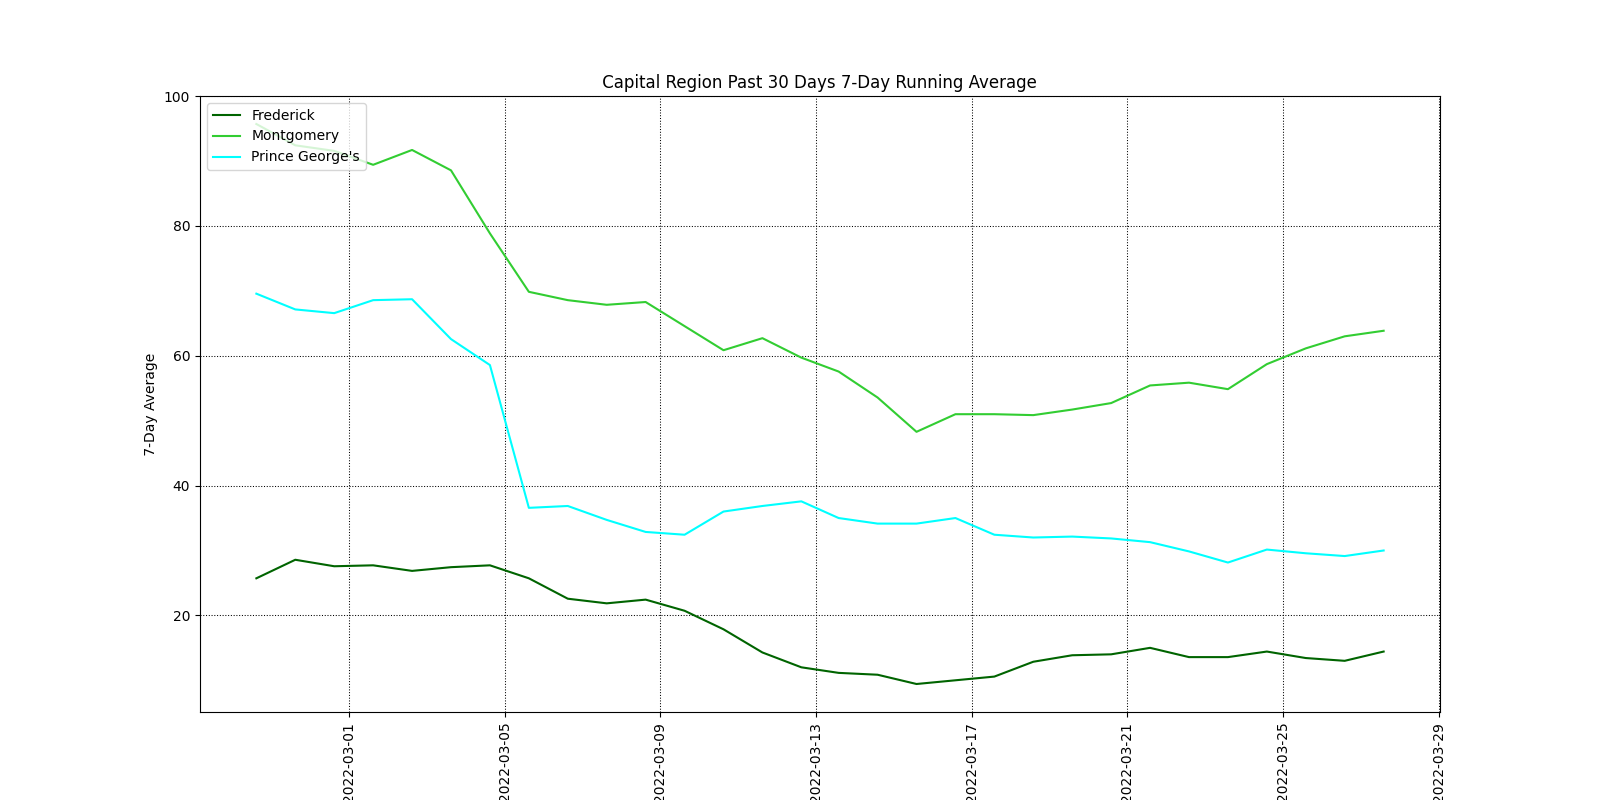 Capital Region Past 30 Days 7-Day Running Average
Frederick
Montgomery
Prince George's
7-Day Average
100
80
60
40
20
2022-03-01
2022-03-05
2022-03-09
2022-03-13
2022-03-17
2022-03-21
2022-03-25
2022-03-29